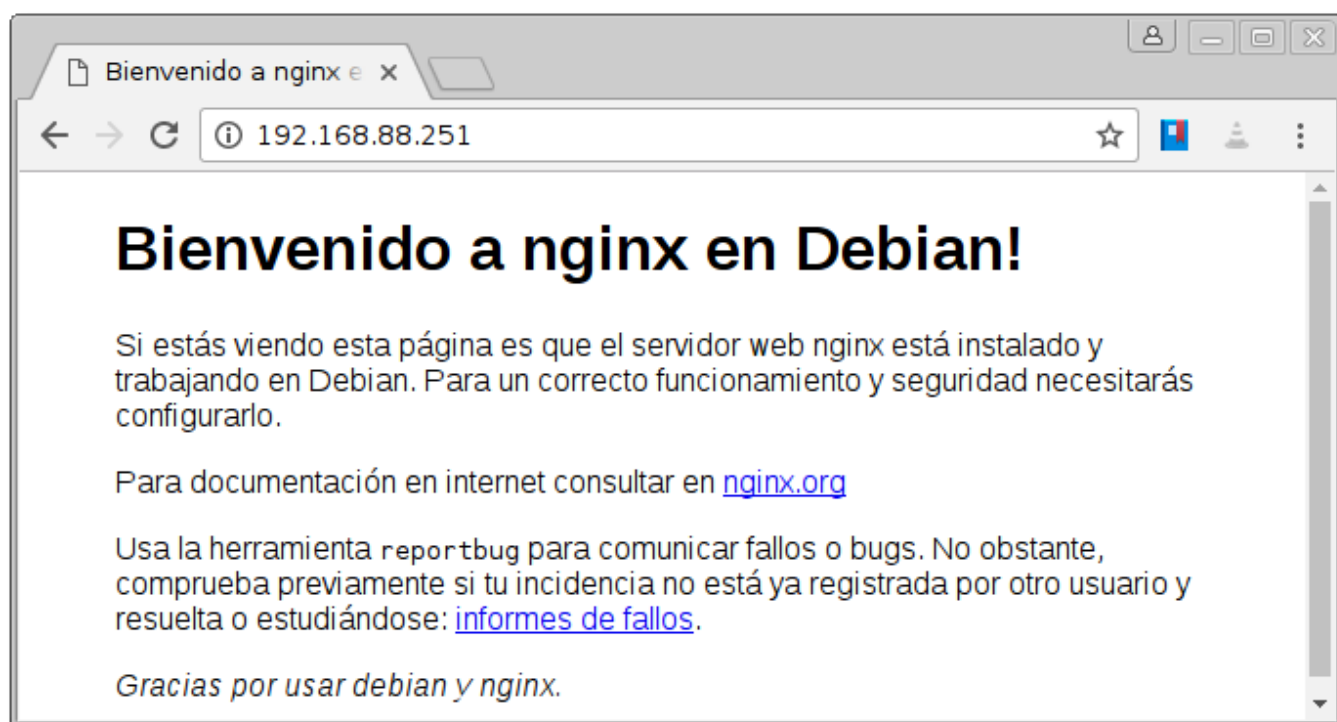 Bienvenido a nginx e
192.168.88.251
Bienvenido a nginx en Debian!
Si estás viendo esta página es que el servidor web nginx está instalado y
trabajando en Debian. Para un correcto funcionamiento y seguridad necesitarás
configurarlo.
Para documentación en internet consultar en nginx.org
Usa la herramienta reportbug para comunicar fallos o bugs. No obstante,
comprueba previamente si tu incidencia no está ya registrada por otro usuario y
resuelta o estudiándose: informes de fallos.
Gracias por usar debian y nginx.